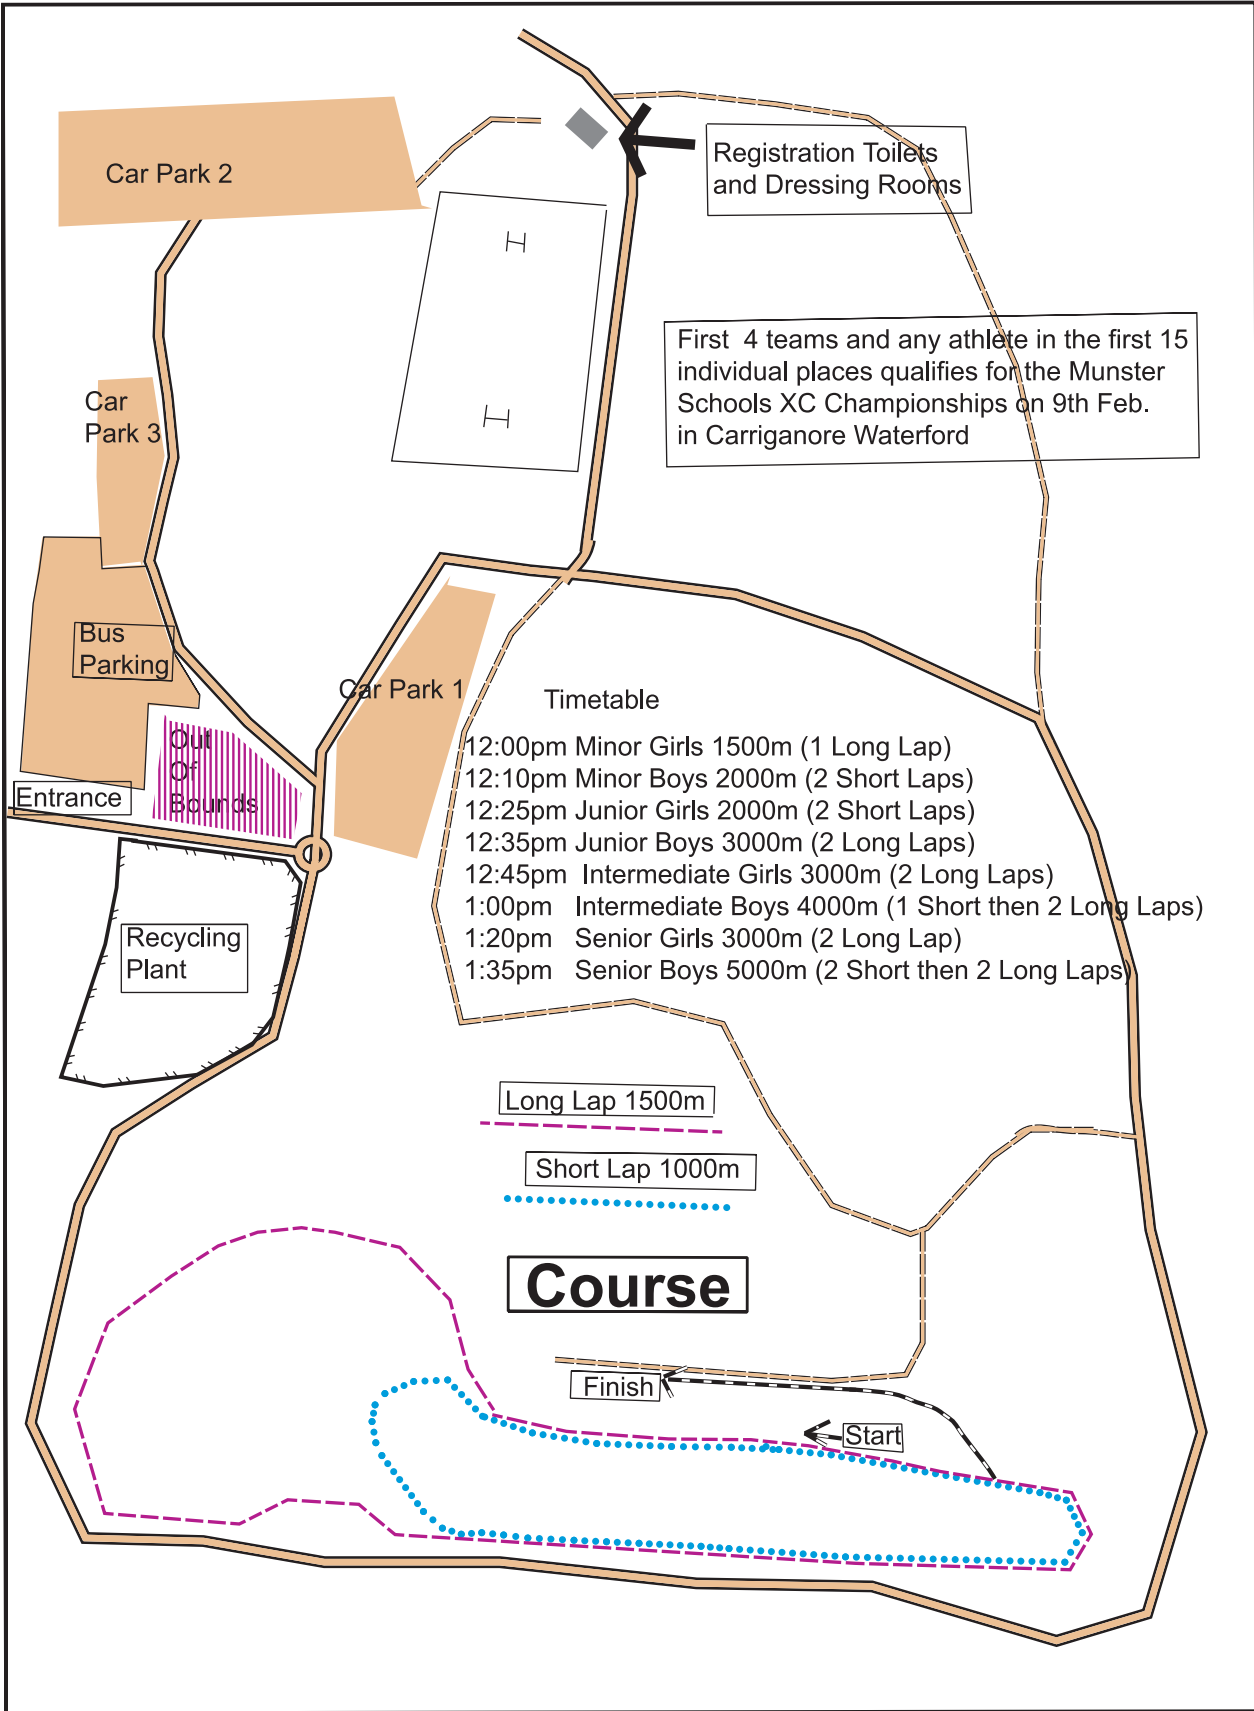 Car Park 2
Registration Toilets
and Dressing Rooms
First 4 teams and any athlete in the first 15
individual places qualifies for the Munster
Schools XC Championships on 9th Feb.
in Carriganore Waterford
Car
Park 3
Bus
Parking
Car Park 1
Out
Of
Bounds
Entrance
Timetable
12:00pm Minor Girls 1500m (1 Long Lap)
12:10pm Minor Boys 2000m (2 Short Laps)
12:25pm Junior Girls 2000m (2 Short Laps)
12:35pm Junior Boys 3000m (2 Long Laps)
12:45pm Intermediate Girls 3000m (2 Long Laps)
1:00pm Intermediate Boys 4000m (1 Short then 2 Long Laps)
1:20pm Senior Girls 3000m (2 Long Lap)
1:35pm Senior Boys 5000m (2 Short then 2 Long Laps)
Recycling
Plant
Long Lap 1500m
Short Lap 1000m
Course
Finish
Start